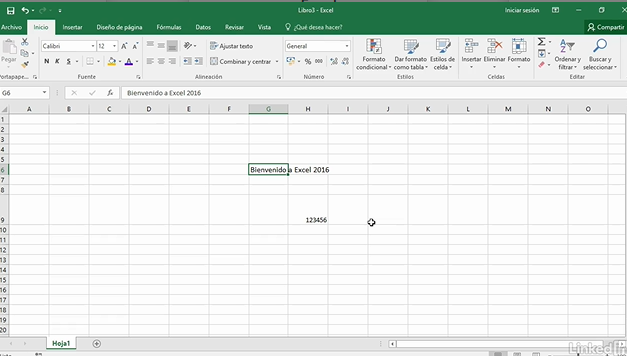 Libro3 - Excel
Iniciar sesión
Archivo Inicio Insertar Diseño de página Fórmulas Datos Revisar Vista ¿Qué desea hacer? Compartir
Calibri 12 A A Ajustar texto General
Pegar N K S Combinar y centrar % 000
Formato condicional Dar formato como tabla Estilos de celda Insertar Eliminar Formato Ordenar y filtrar Buscar y seleccionar
Portapape... Fuente Alineación Número Estilos Celdas Modificar
G6 fx Bienvenido a Excel 2016
A B C D E F G H I J K L M N O
1
2
3
4
5
6 Bienvenido a Excel 2016
7
8
9 123456
10
11
12
13
14
15
16
17
18
19
20
Hoja1
Linked in